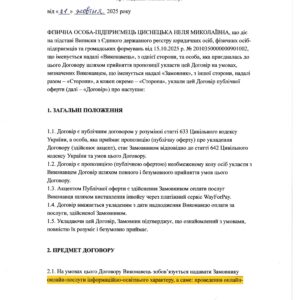 від «21» жовтня 2025 року
ФІЗИЧНА ОСОБА-ПІДПРИЄМЕЦЬ ЦИСНЕЦЬКА НЕЛЯ МИКОЛАЇВНА, що діє
на підставі Виписки з Єдиного державного реєстру юридичних осіб, фізичних осіб-
підприємців та громадських формувань від 15.10.2025 р. № 2010350000000901002,
що іменується надалі «Виконавець», з однієї сторони, та особа, яка приєдналась до
цього Договору шляхом прийняття пропозиції укласти цей Договір на умовах,
визначених Виконавцем, що іменується надалі «Замовник», з іншої сторони, надалі
разом – «Сторони», а кожен окремо – «Сторона», уклали цей Договір публічної
оферти (далі – «Договір») про наступне:
1. ЗАГАЛЬНІ ПОЛОЖЕННЯ
1.1. Договір є публічним договором у розумінні статті 633 Цивільного кодексу
України, а особа, яка приймає пропозицію (публічну оферту) про укладення
Договору (здійснює акцепт), стає Замовником відповідно до статті 642 Цивільного
кодексу України та умов цього Договору.
1.2. Договір є пропозицією (публічною офертою) необмеженому колу осіб укласти з
Виконавцем Договір шляхом повного і безумовного прийняття умов цього
Договору.
1.3. Акцептом Публічної оферти є здійснення Замовником оплати послуг
Виконавця шляхом виставлення інвойсу через платіжний сервіс WayForPay.
1.4. Договір вважається укладеним з дати надходження Виконавцю оплати за
послуги, здійсненої Замовником.
1.5. Укладаючи цей Договір, Замовник підтверджує, що ознайомлений з умовами,
повністю їх розуміє і безумовно приймає.
2. ПРЕДМЕТ ДОГОВОРУ
2.1. На умовах цього Договору Виконавець зобов'язується надавати Замовнику
онлайн-послуги інформаційно-освітнього характеру, а саме: проведення онлайн-